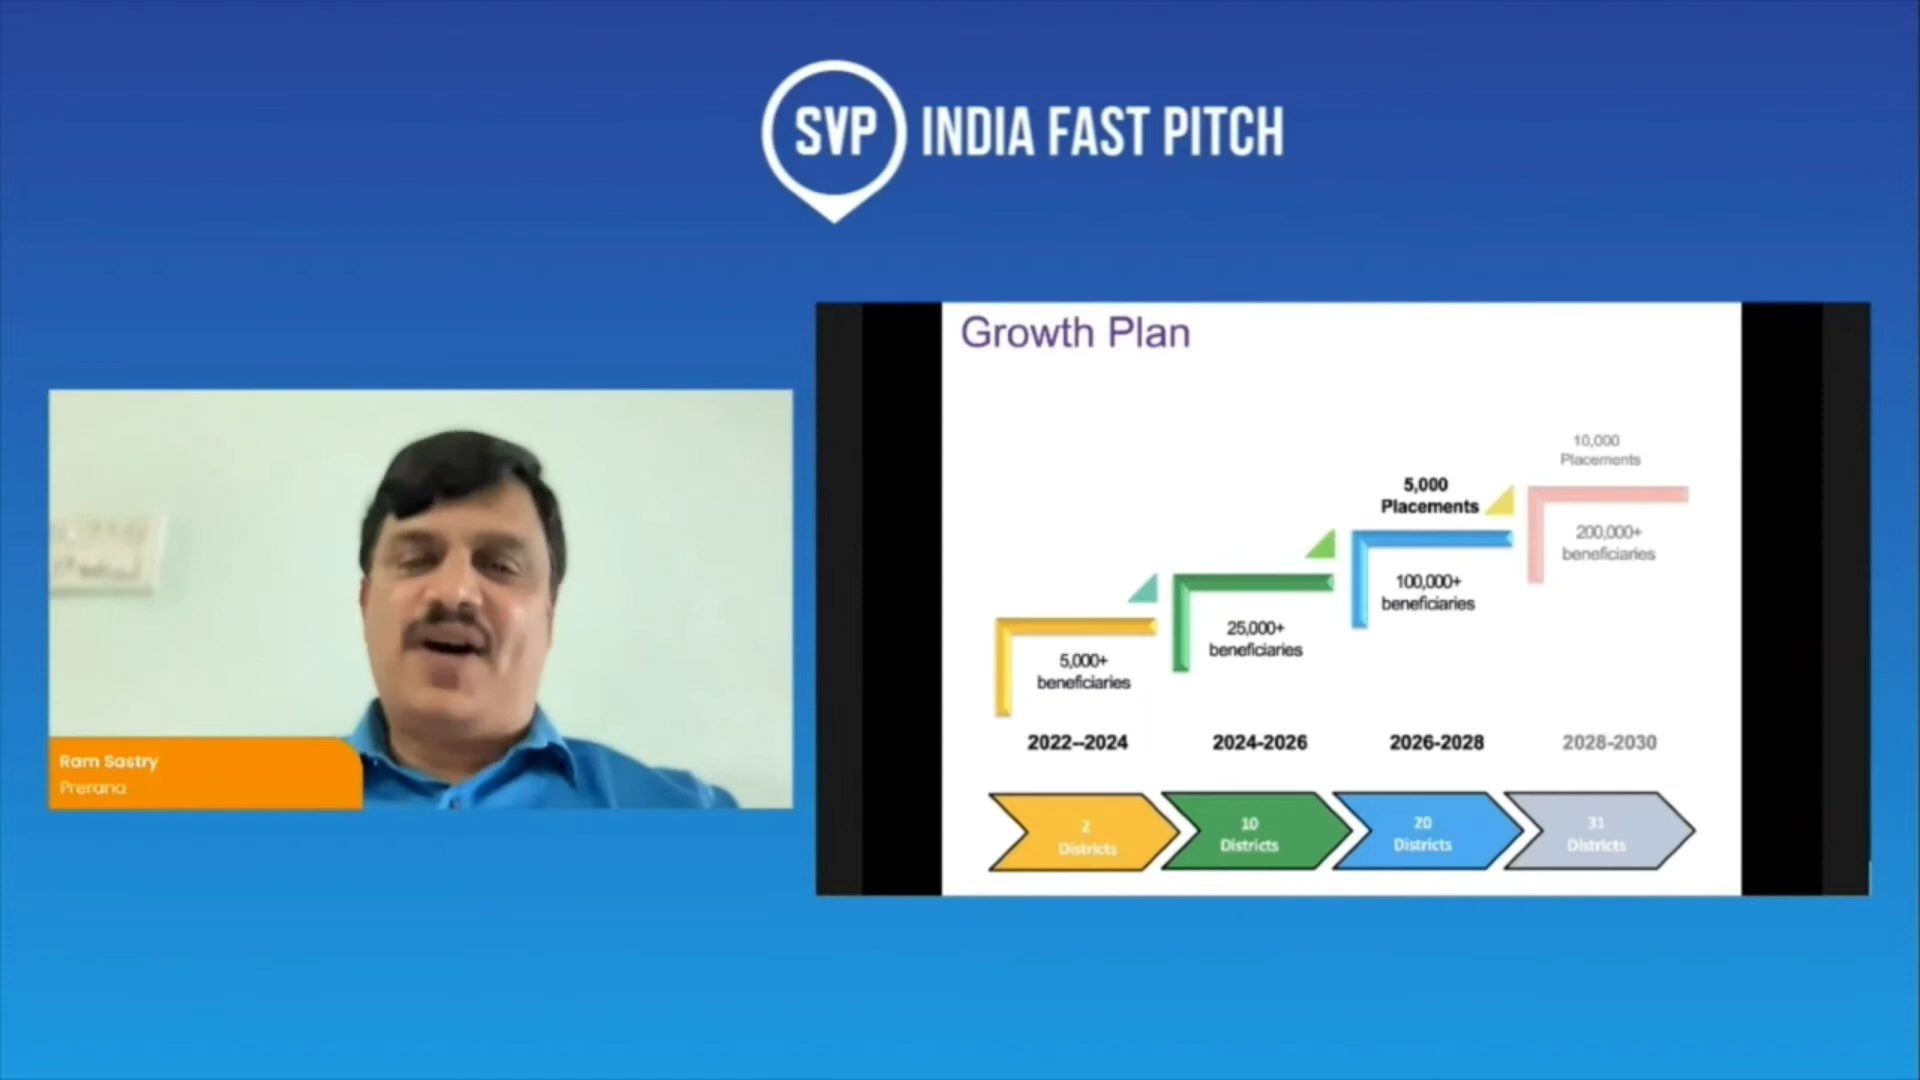 SVP INDIA FAST PITCH
Growth Plan
10,000
Placements
5,000
Placements
200,000+
beneficiaries
100,000+
beneficiaries
25,000+
beneficiaries
5,000+
beneficiaries
2022--2024 2024-2026 2026-2028 2028-2030
2
Districts
10
Districts
20
Districts
31
Districts
Ram Sastry
Prerana